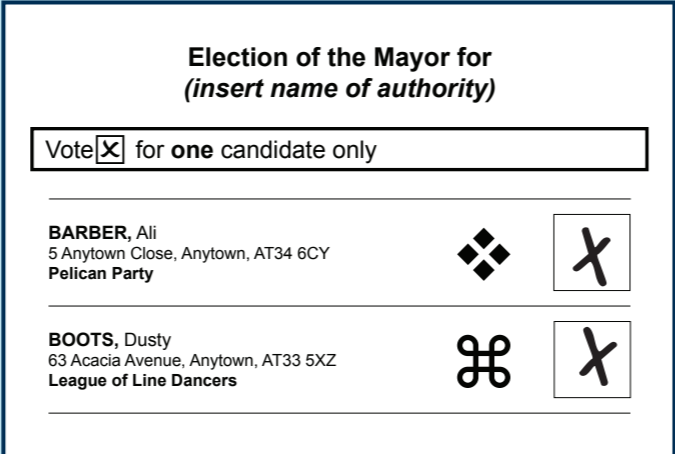 Election of the Mayor for
(insert name of authority)
Vote X for one candidate only
BARBER, Ali
5 Anytown Close, Anytown, AT34 6CY
Pelican Party
X
BOOTS, Dusty
63 Acacia Avenue, Anytown, AT33 5XZ
League of Line Dancers
X